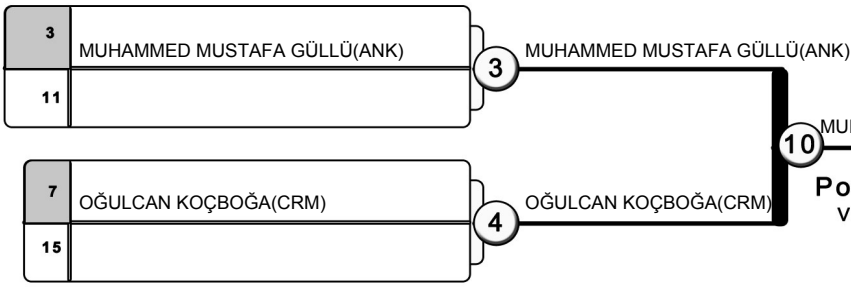 3
MUHAMMED MUSTAFA GÜLLÜ(ANK)
11
3
MUHAMMED MUSTAFA GÜLLÜ(ANK)
10
7
OĞULCAN KOÇBOĞA(CRM)
15
4
OĞULCAN KOÇBOĞA(CRM)